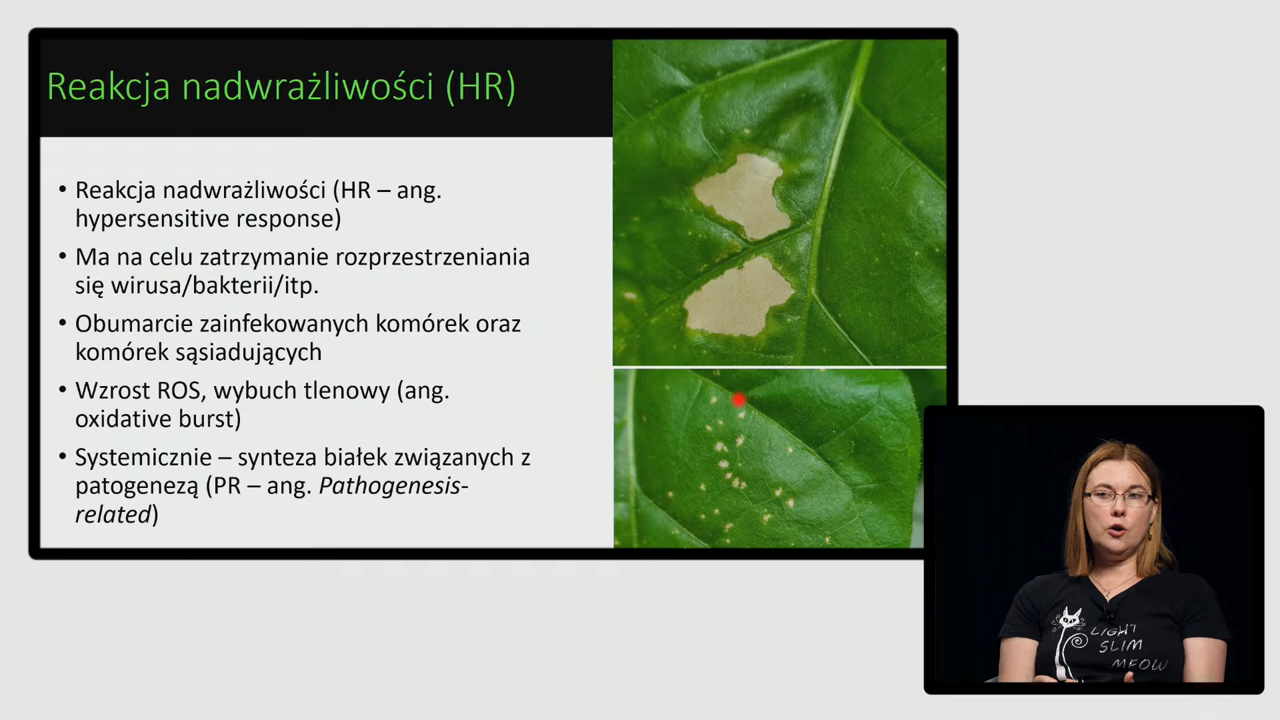 Reakcja nadwrażliwości (HR)
• Reakcja nadwrażliwości (HR – ang.
hypersensitive response)
• Ma na celu zatrzymanie rozprzestrzeniania
się wirusa/bakterii/itp.
• Obumarcie zainfekowanych komórek oraz
komórek sąsiadujących
• Wzrost ROS, wybuch tlenowy (ang.
oxidative burst)
• Systemicznie – synteza białek związanych z
patogenezą (PR – ang. Pathogenesis-
related)
LIGHT
SLIM
MEOW